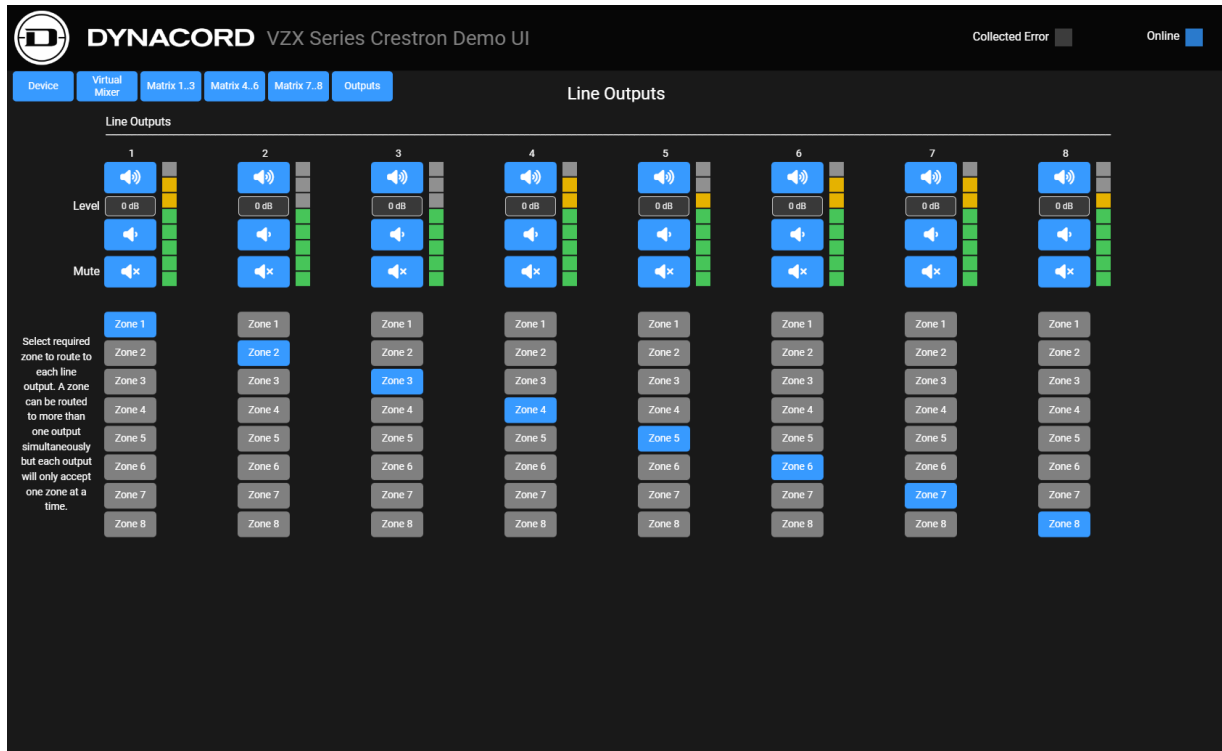 DYNACORD VZX Series Crestron Demo UI
Collected Error
Online
Device
Virtual
Mixer
Matrix 1..3
Matrix 4..6
Matrix 7..8
Outputs
Line Outputs
Line Outputs
1 2 3 4 5 6 7 8
Level 0 dB 0 dB 0 dB 0 dB 0 dB 0 dB 0 dB 0 dB
Mute
Select required
zone to route to
each line
output. A zone
can be routed
to more than
one output
simultaneously
but each output
will only accept
one zone at a
time.
Zone 1 Zone 1 Zone 1 Zone 1 Zone 1 Zone 1 Zone 1 Zone 1
Zone 2 Zone 2 Zone 2 Zone 2 Zone 2 Zone 2 Zone 2 Zone 2
Zone 3 Zone 3 Zone 3 Zone 3 Zone 3 Zone 3 Zone 3 Zone 3
Zone 4 Zone 4 Zone 4 Zone 4 Zone 4 Zone 4 Zone 4 Zone 4
Zone 5 Zone 5 Zone 5 Zone 5 Zone 5 Zone 5 Zone 5 Zone 5
Zone 6 Zone 6 Zone 6 Zone 6 Zone 6 Zone 6 Zone 6 Zone 6
Zone 7 Zone 7 Zone 7 Zone 7 Zone 7 Zone 7 Zone 7 Zone 7
Zone 8 Zone 8 Zone 8 Zone 8 Zone 8 Zone 8 Zone 8 Zone 8